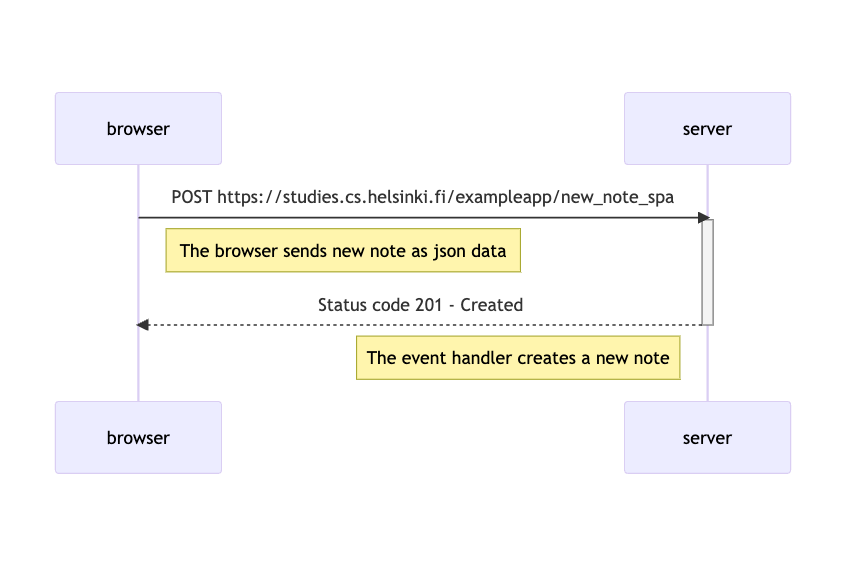 browser
server
POST https://studies.cs.helsinki.fi/exampleapp/new_note_spa
The browser sends new note as json data
Status code 201 - Created
The event handler creates a new note
browser
server